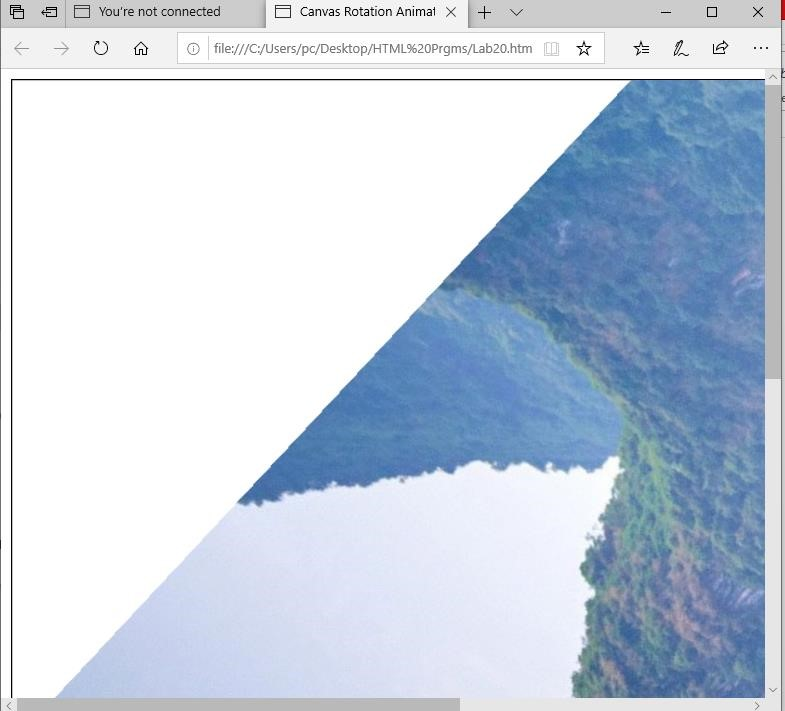 You're not connected
Canvas Rotation Animat
file:///C:/Users/pc/Desktop/HTML%20Prgms/Lab20.htm